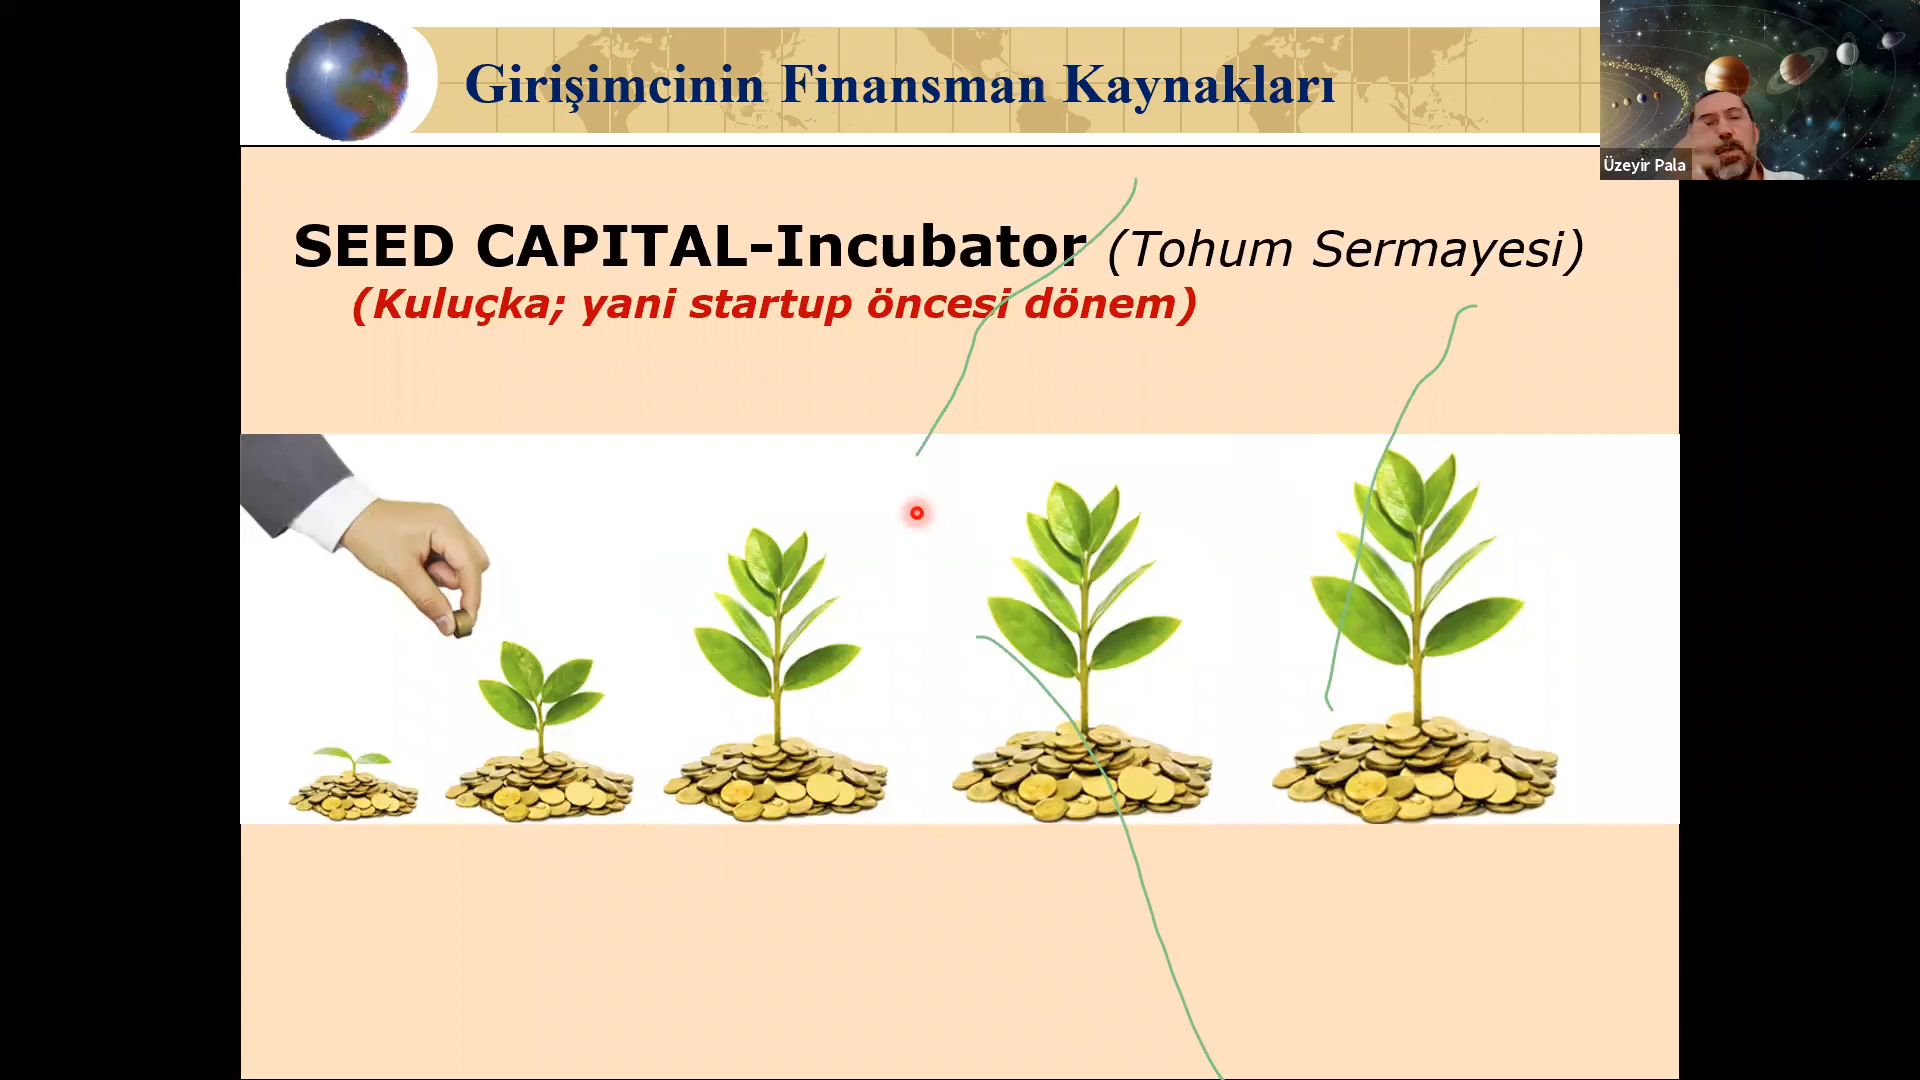 Girişimcinin Finansman Kaynakları
Üzeyir Pala
SEED CAPITAL-Incubator (Tohum Sermayesi)
(Kuluçka; yani startup öncesi dönem)